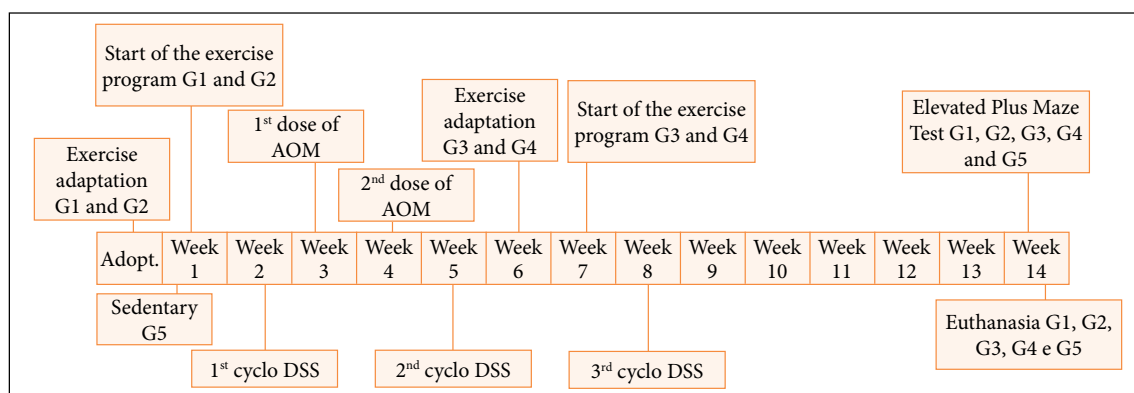 Start of the exercise
program G1 and G2
1st dose of
AOM
Exercise
adaptation
G3 and G4
Start of the exercise
program G3 and G4
Elevated Plus Maze
Test G1, G2, G3, G4
and G5
Exercise
adaptation
G1 and G2
2nd dose of
AOM
Adopt.
Week
1
Week
2
Week
3
Week
4
Week
5
Week
6
Week
7
Week
8
Week
9
Week
10
Week
11
Week
12
Week
13
Week
14
Sedentary
G5
1st cyclo DSS
2nd cyclo DSS
3rd cyclo DSS
Euthanasia G1, G2,
G3, G4 e G5